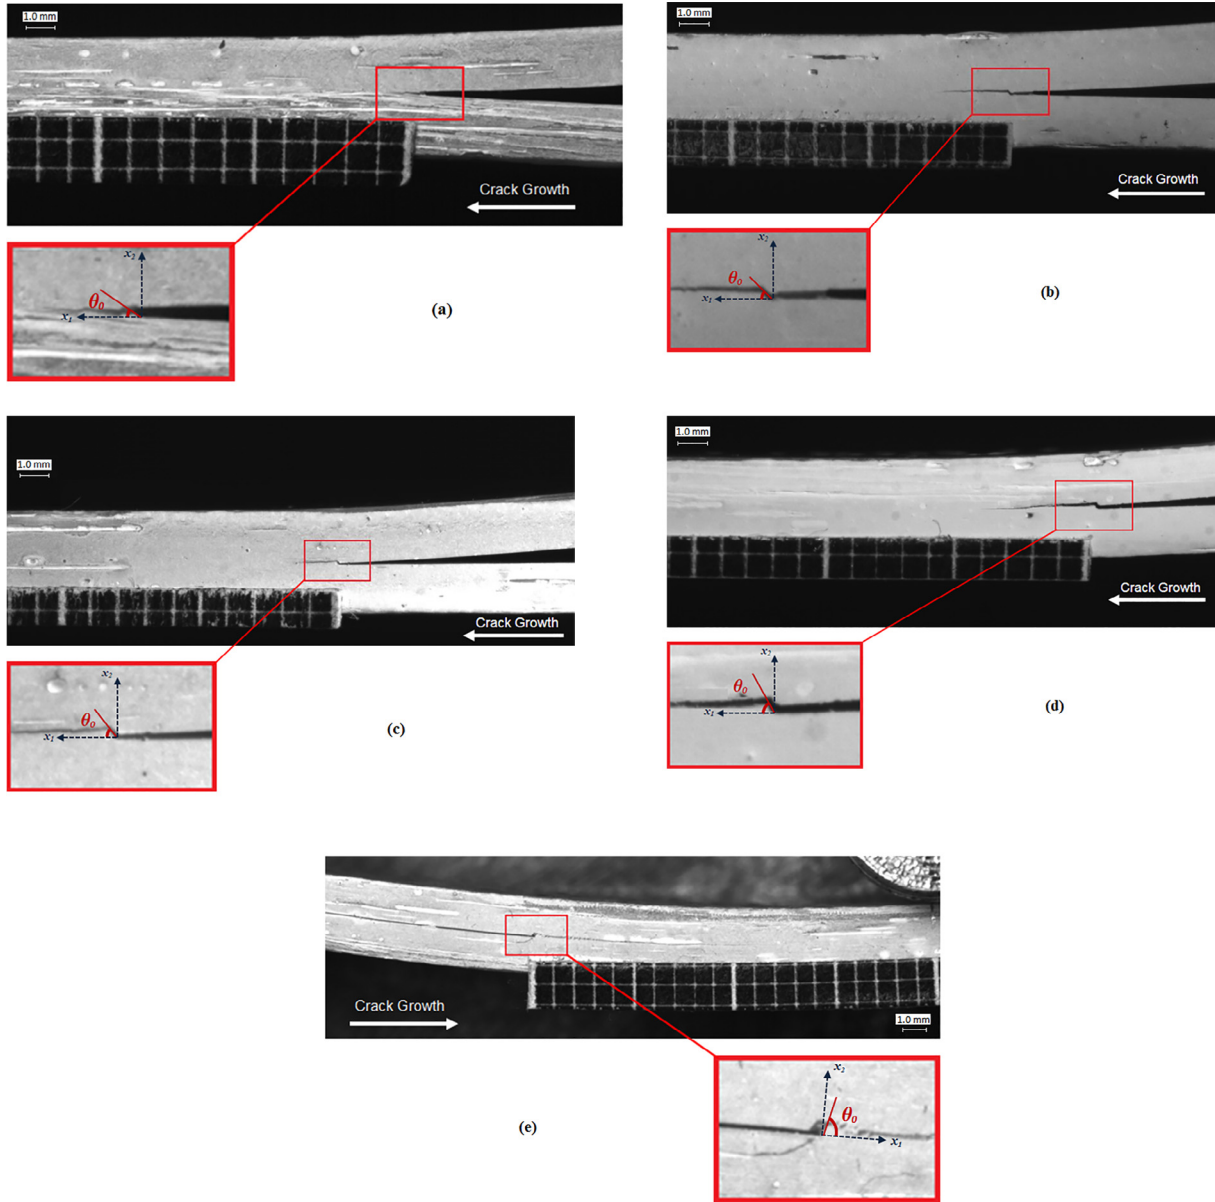 1.0 mm
Crack Growth
x₂
θ₀
x₁
(a)
1.0 mm
Crack Growth
x₂
θ₀
x₁
(b)
1.0 mm
Crack Growth
x₂
θ₀
x₁
(c)
1.0 mm
Crack Growth
x₂
θ₀
x₁
(d)
Crack Growth
1.0 mm
x₂
θ₀
x₁
(e)